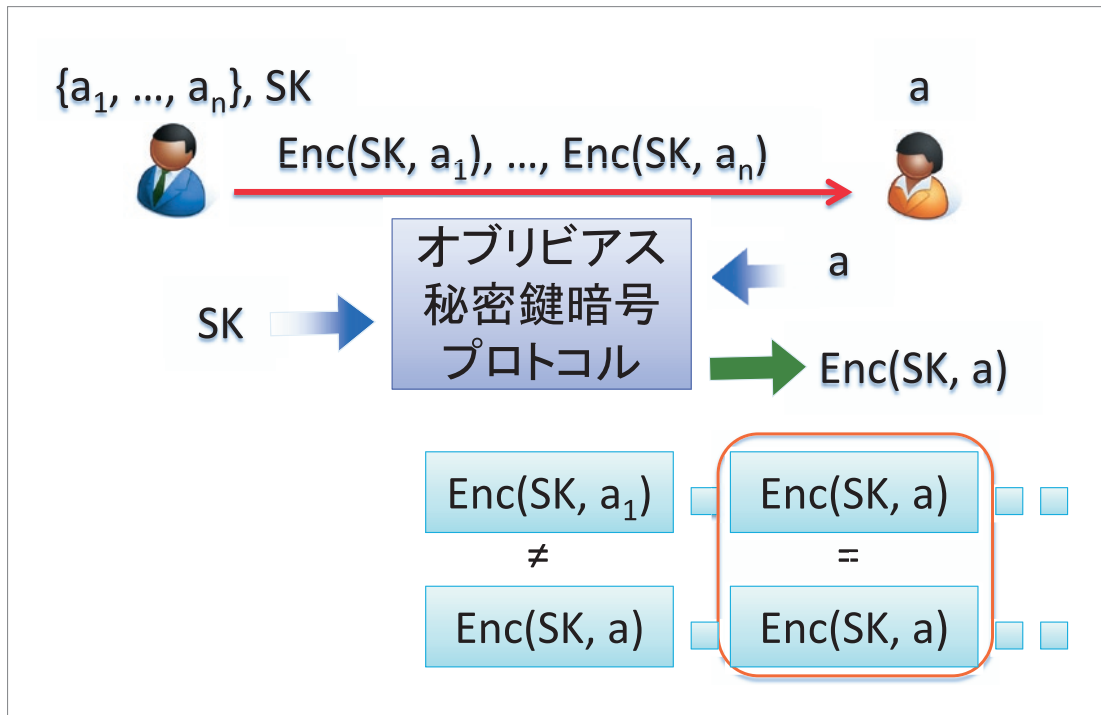 {a₁, ..., aₙ}, SK
a
Enc(SK, a₁), ..., Enc(SK, aₙ)
オブリビアス
秘密鍵暗号
プロトコル
a
SK
Enc(SK, a)
Enc(SK, a₁)
Enc(SK, a)
≠
=
Enc(SK, a)
Enc(SK, a)